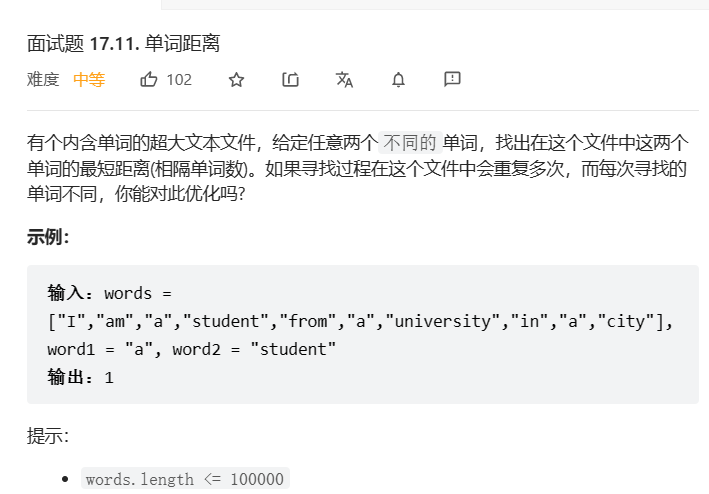 面试题 17.11. 单词距离
难度 中等 102
有个内含单词的超大文本文件，给定任意两个 不同的 单词，找出在这个文件中这两个
单词的最短距离(相隔单词数)。如果寻找过程在这个文件中会重复多次，而每次寻找的
单词不同，你能对此优化吗?
示例：
输入：words =
["I","am","a","student","from","a","university","in","a","city"],
word1 = "a", word2 = "student"
输出：1
提示：
words.length <= 100000